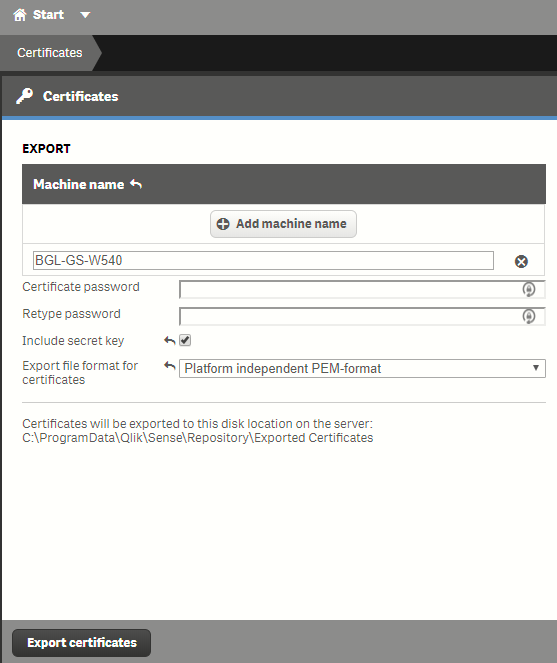 Start
Certificates
Certificates
EXPORT
Machine name
Add machine name
BGL-GS-W540
Certificate password
Retype password
Include secret key
Export file format for
certificates
Platform independent PEM-format
Certificates will be exported to this disk location on the server:
C:\ProgramData\Qlik\Sense\Repository\Exported Certificates
Export certificates